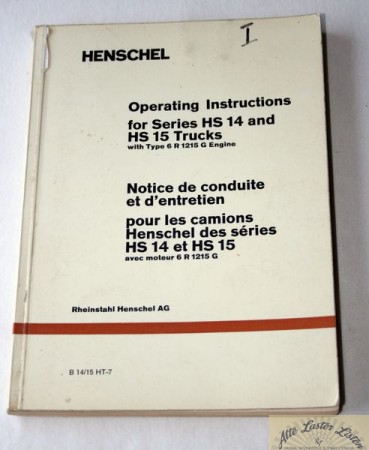 I
HENSCHEL
Operating Instructions
for Series HS 14 and
HS 15 Trucks
with Type 6 R 1215 G Engine
Notice de conduite
et d'entretien
pour les camions
Henschel des séries
HS 14 et HS 15
avec moteur 6 R 1215 G
Rheinstahl Henschel AG
B 14/15 HT-7
Alte Laster Listen